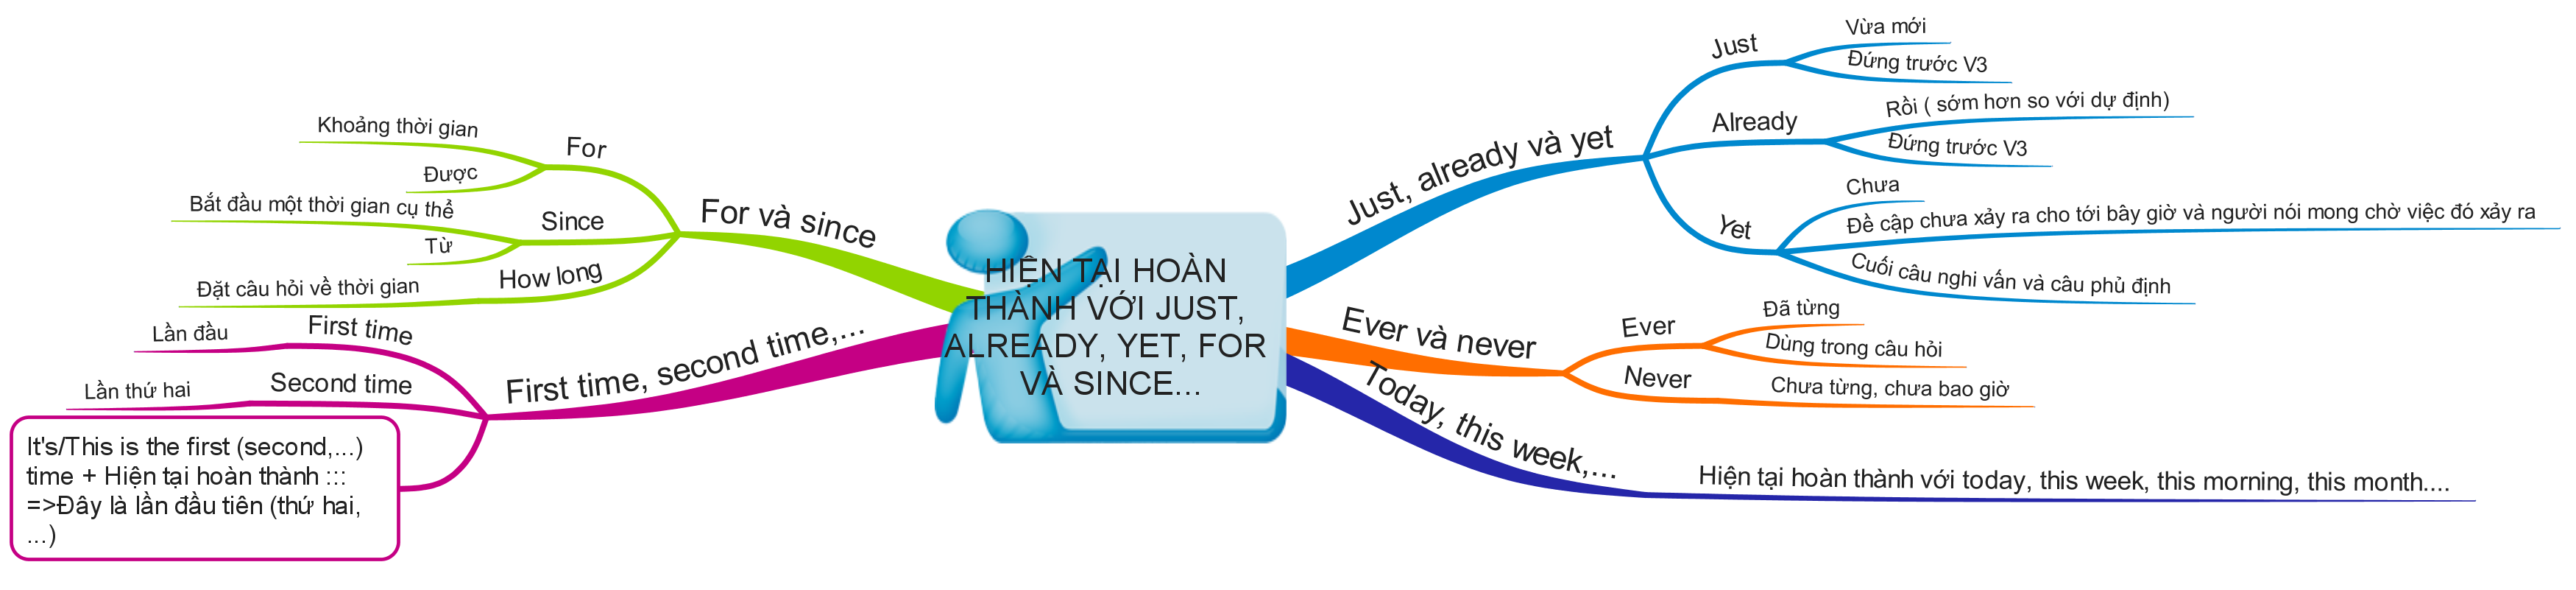 HIỆN TẠI HOÀN
THÀNH VỚI JUST,
ALREADY, YET, FOR
VÀ SINCE...
Just, already và yet
Just
Vừa mới
Đứng trước V3
Already
Rồi ( sớm hơn so với dự định)
Đứng trước V3
Yet
Chưa
Đề cập chưa xảy ra cho tới bây giờ và người nói mong chờ việc đó xảy ra
Cuối câu nghi vấn và câu phủ định
Ever và never
Ever
Đã từng
Dùng trong câu hỏi
Never
Chưa từng, chưa bao giờ
Today, this week,...
Hiện tại hoàn thành với today, this week, this morning, this month....
For và since
For
Khoảng thời gian
Được
Since
Bắt đầu một thời gian cụ thể
Từ
How long
Đặt câu hỏi về thời gian
First time, second time,...
First time
Lần đầu
Second time
Lần thứ hai
It's/This is the first (second,...)
time + Hiện tại hoàn thành :::
=>Đây là lần đầu tiên (thứ hai,
...)